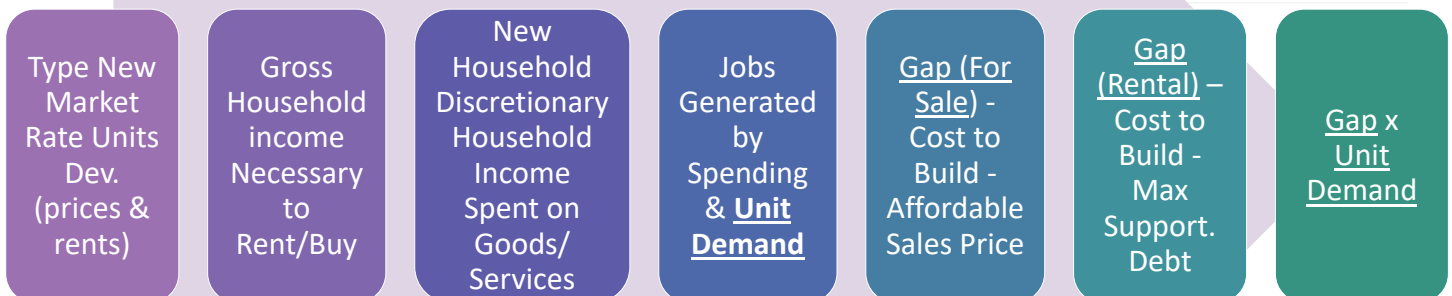 Type New
Market
Rate Units
Dev.
(prices &
rents)
Gross
Household
income
Necessary
to
Rent/Buy
New
Household
Discretionary
Household
Income
Spent on
Goods/
Services
Jobs
Generated
by
Spending
& Unit
Demand
Gap (For
Sale) -
Cost to
Build -
Affordable
Sales Price
Gap
(Rental) –
Cost to
Build -
Max
Support.
Debt
Gap x
Unit
Demand